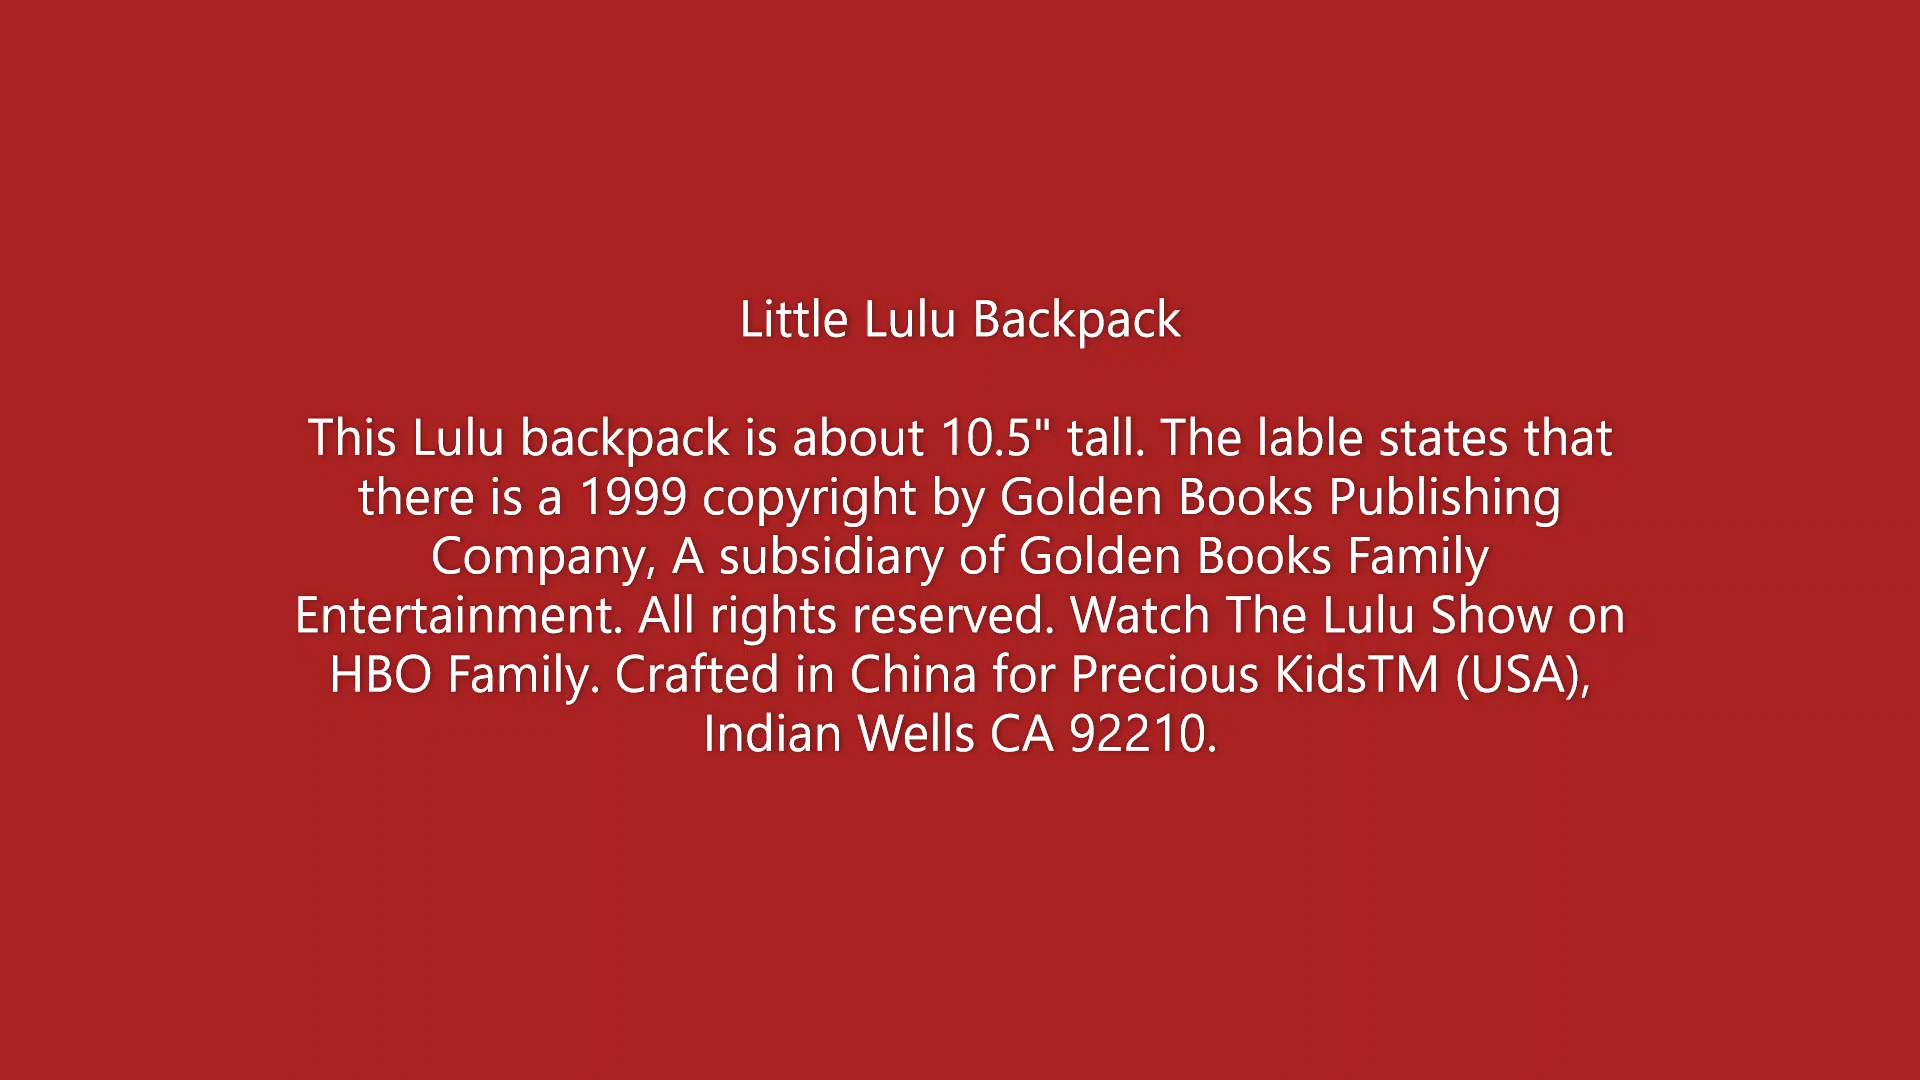 Little Lulu Backpack
This Lulu backpack is about 10.5" tall. The lable states that
there is a 1999 copyright by Golden Books Publishing
Company, A subsidiary of Golden Books Family
Entertainment. All rights reserved. Watch The Lulu Show on
HBO Family. Crafted in China for Precious KidsTM (USA),
Indian Wells CA 92210.